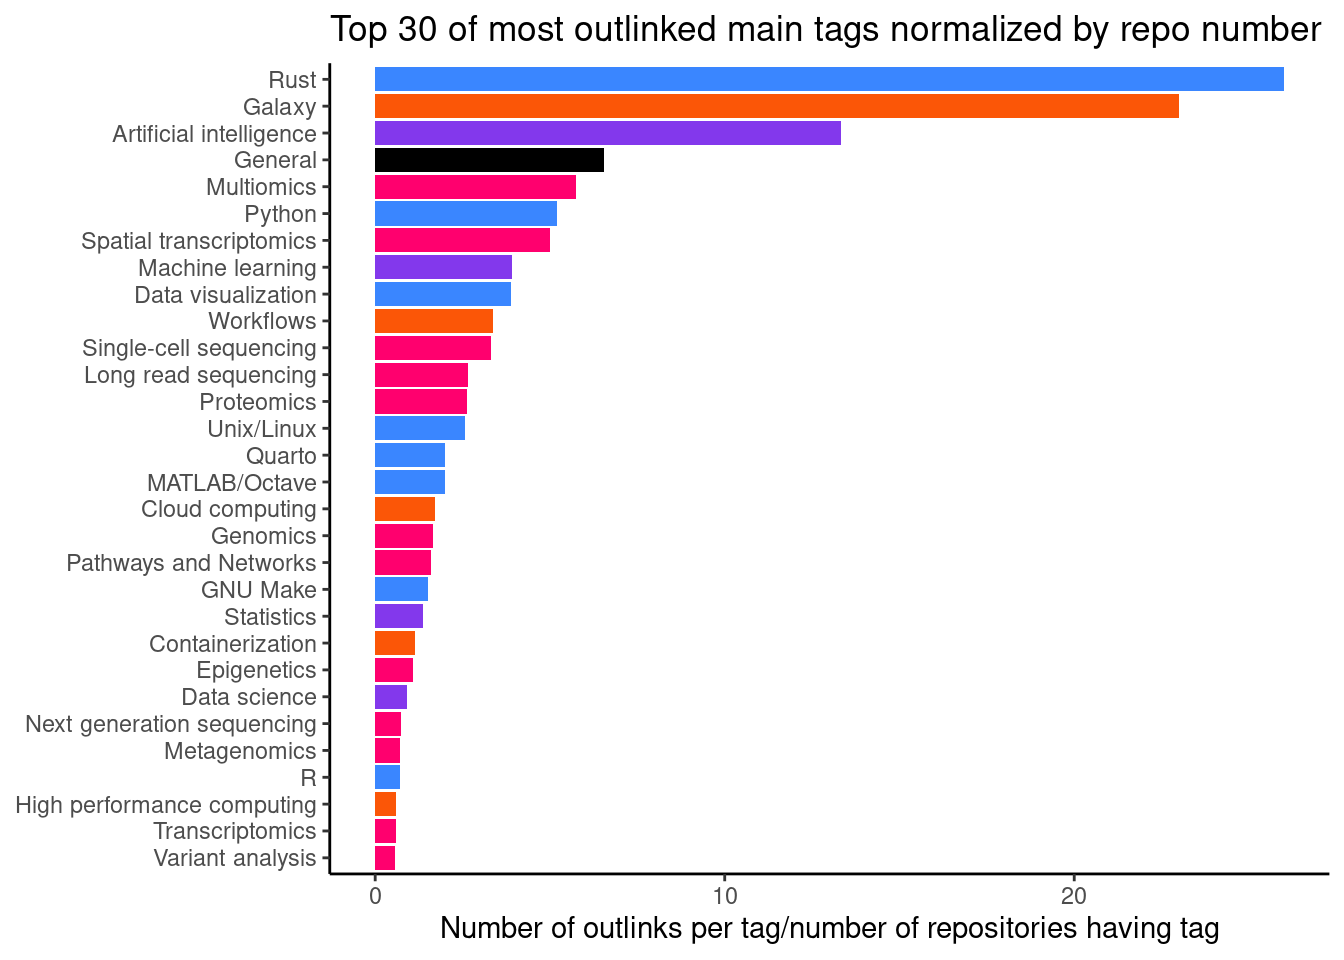 Top 30 of most outlinked main tags normalized by repo number
Rust
Galaxy
Artificial intelligence
General
Multiomics
Python
Spatial transcriptomics
Machine learning
Data visualization
Workflows
Single-cell sequencing
Long read sequencing
Proteomics
Unix/Linux
Quarto
MATLAB/Octave
Cloud computing
Genomics
Pathways and Networks
GNU Make
Statistics
Containerization
Epigenetics
Data science
Next generation sequencing
Metagenomics
R
High performance computing
Transcriptomics
Variant analysis
0 10 20
Number of outlinks per tag/number of repositories having tag